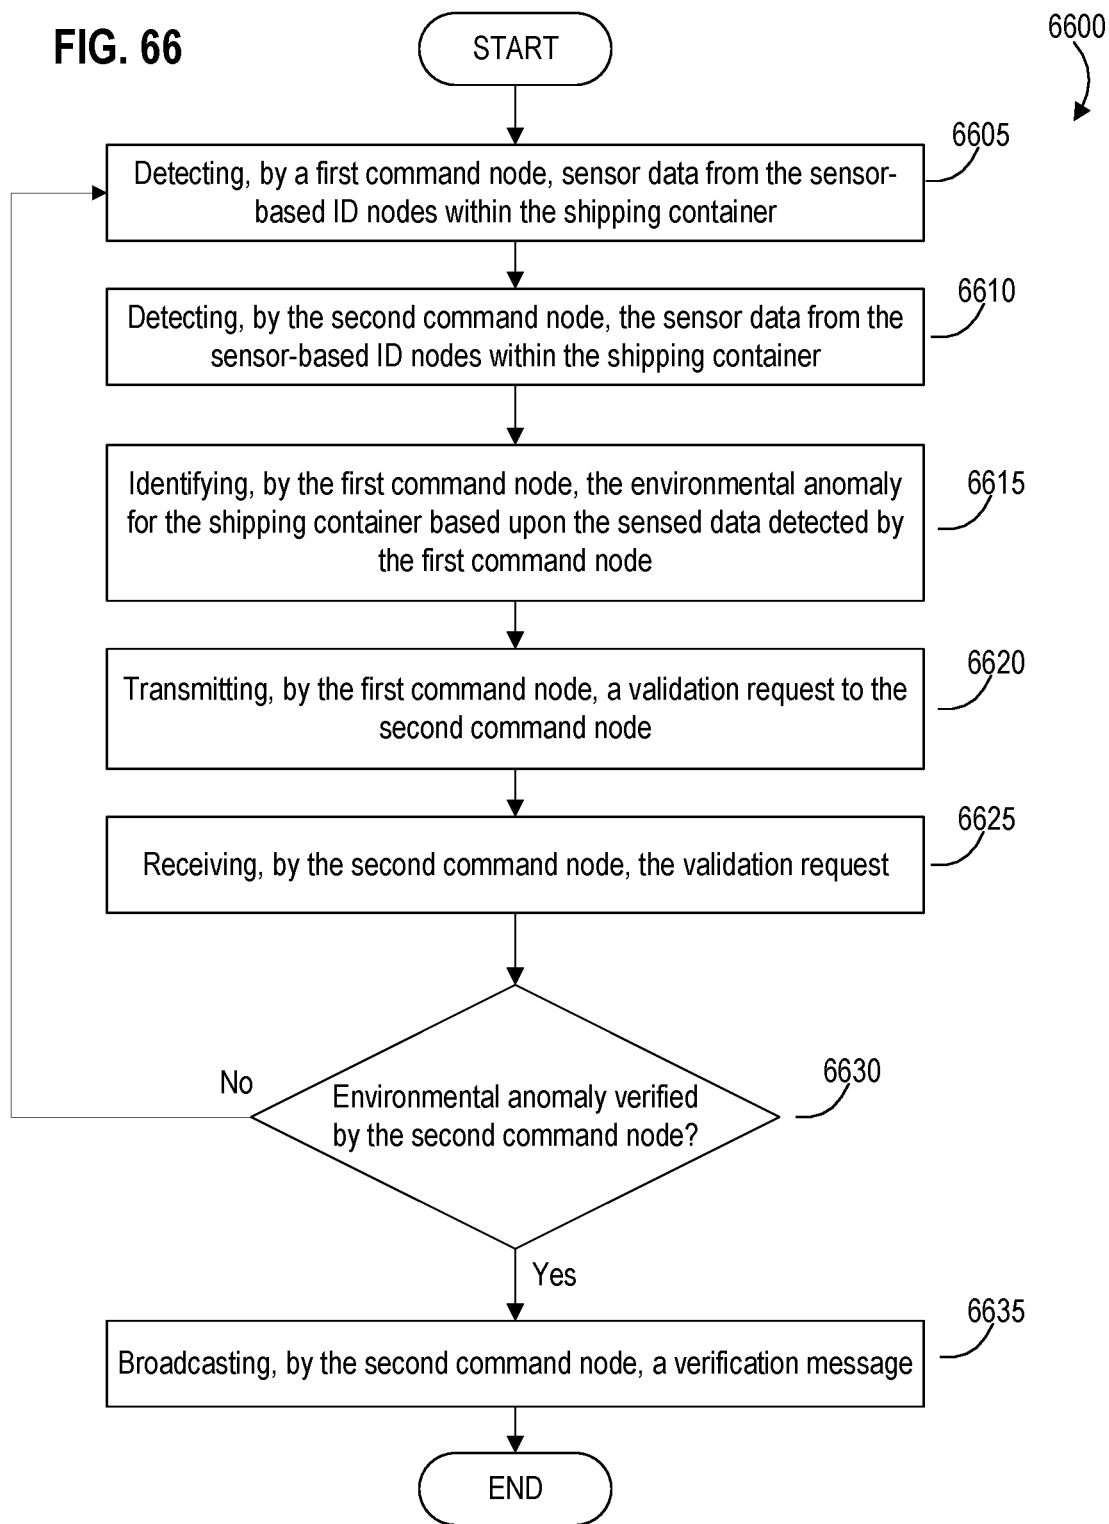 FIG. 66
START
6600
6605
Detecting, by a first command node, sensor data from the sensor-
based ID nodes within the shipping container
6610
Detecting, by the second command node, the sensor data from the
sensor-based ID nodes within the shipping container
6615
Identifying, by the first command node, the environmental anomaly
for the shipping container based upon the sensed data detected by
the first command node
6620
Transmitting, by the first command node, a validation request to the
second command node
6625
Receiving, by the second command node, the validation request
6630
No
Environmental anomaly verified
by the second command node?
Yes
6635
Broadcasting, by the second command node, a verification message
END